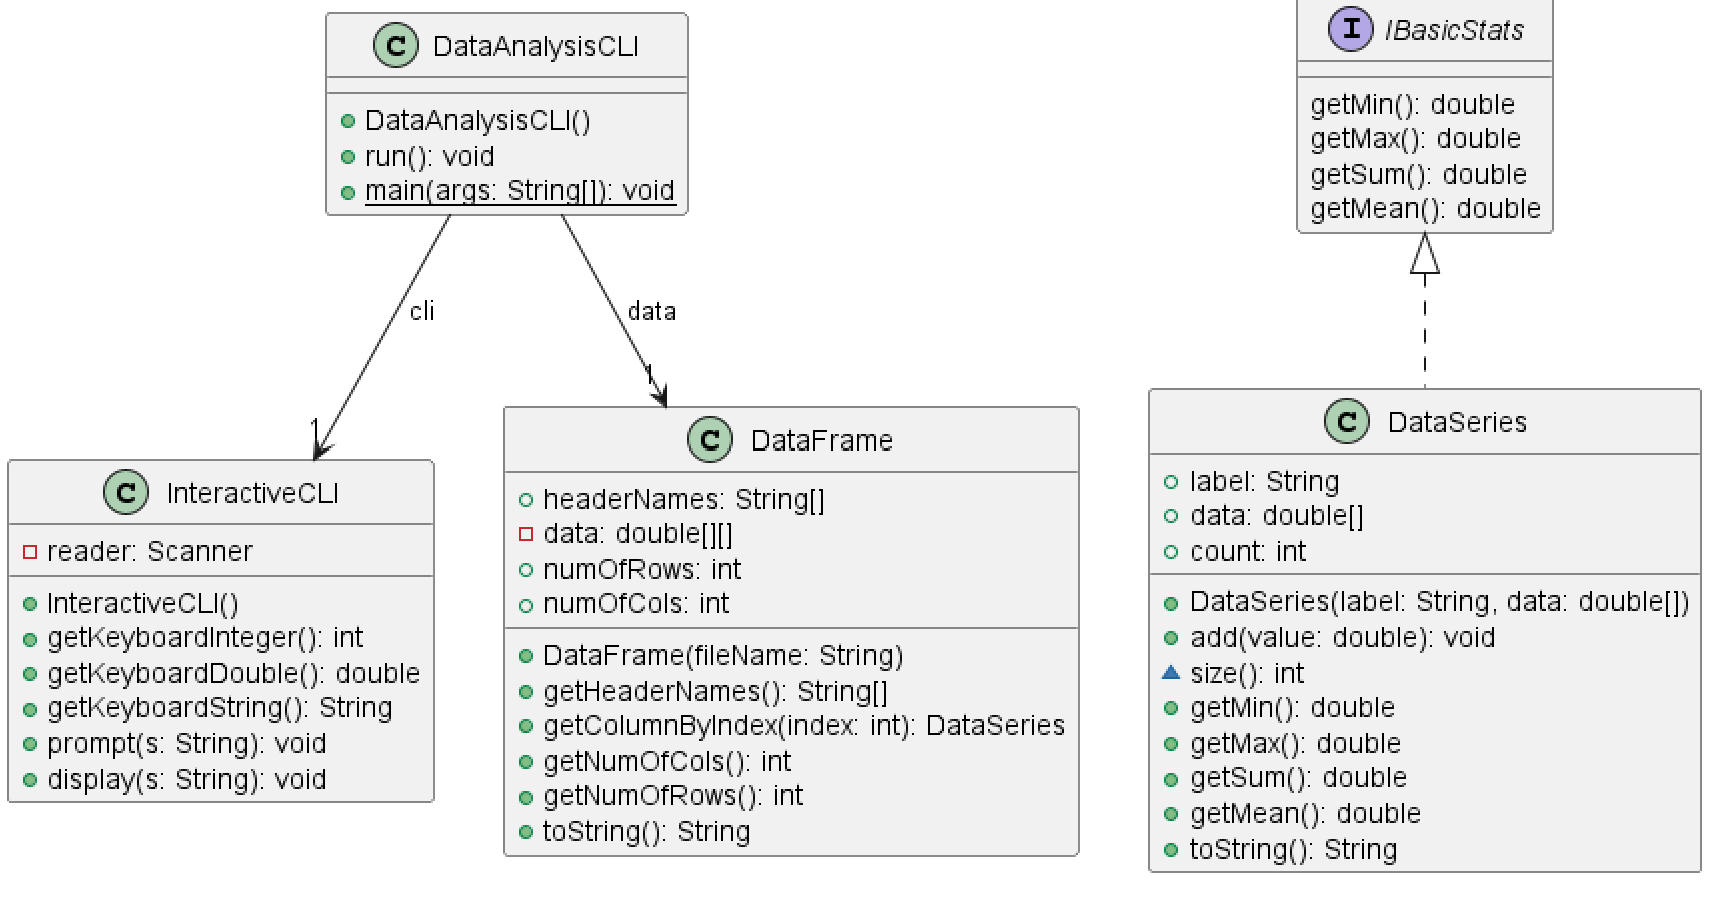 C DataAnalysisCLI
DataAnalysisCLI()
run(): void
main(args: String[]): void
I IBasicStats
getMin(): double
getMax(): double
getSum(): double
getMean(): double
cli
data
1
1
C InteractiveCLI
reader: Scanner
InteractiveCLI()
getKeyboardInteger(): int
getKeyboardDouble(): double
getKeyboardString(): String
prompt(s: String): void
display(s: String): void
C DataFrame
headerNames: String[]
data: double[][]
numOfRows: int
numOfCols: int
DataFrame(fileName: String)
getHeaderNames(): String[]
getColumnByIndex(index: int): DataSeries
getNumOfCols(): int
getNumOfRows(): int
toString(): String
C DataSeries
label: String
data: double[]
count: int
DataSeries(label: String, data: double[])
add(value: double): void
size(): int
getMin(): double
getMax(): double
getSum(): double
getMean(): double
toString(): String